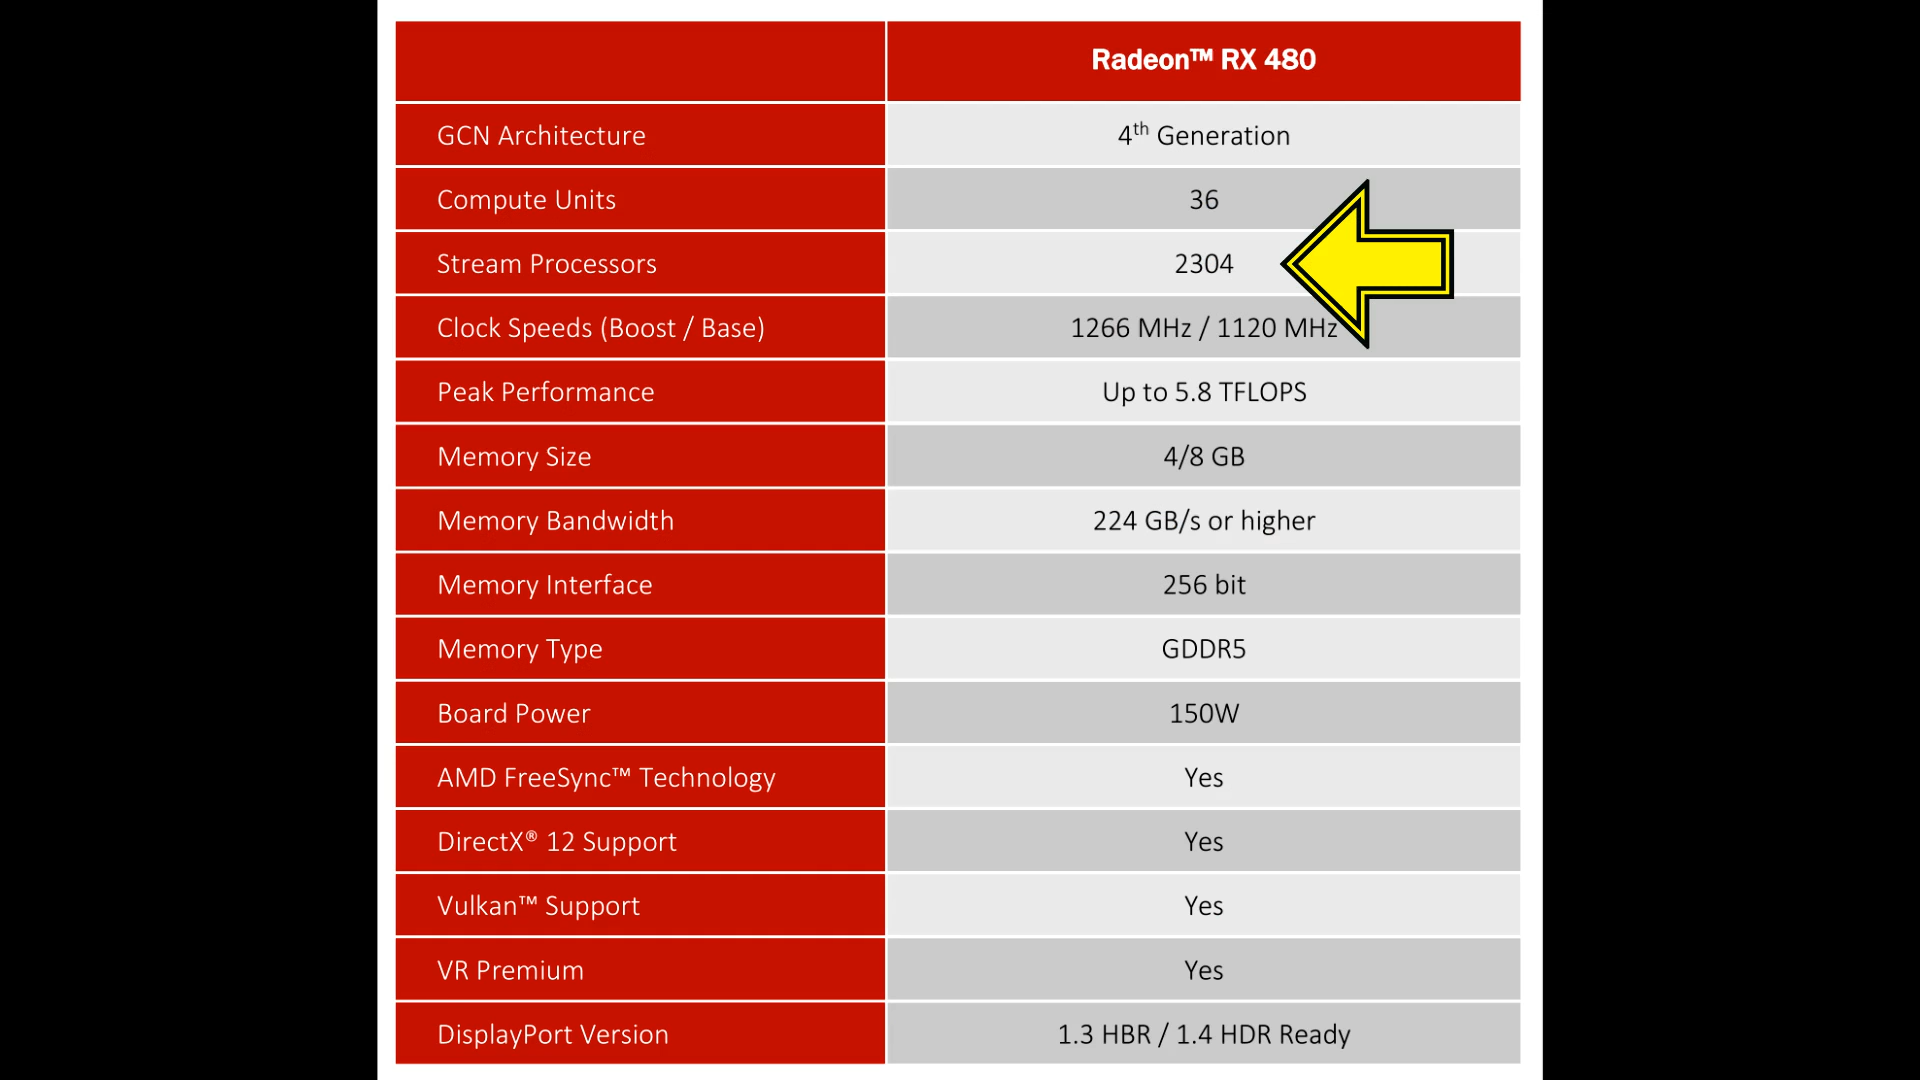 Radeon™ RX 480
GCN Architecture 4th Generation
Compute Units 36
Stream Processors 2304
Clock Speeds (Boost / Base) 1266 MHz / 1120 MHz
Peak Performance Up to 5.8 TFLOPS
Memory Size 4/8 GB
Memory Bandwidth 224 GB/s or higher
Memory Interface 256 bit
Memory Type GDDR5
Board Power 150W
AMD FreeSync™ Technology Yes
DirectX® 12 Support Yes
Vulkan™ Support Yes
VR Premium Yes
DisplayPort Version 1.3 HBR / 1.4 HDR Ready